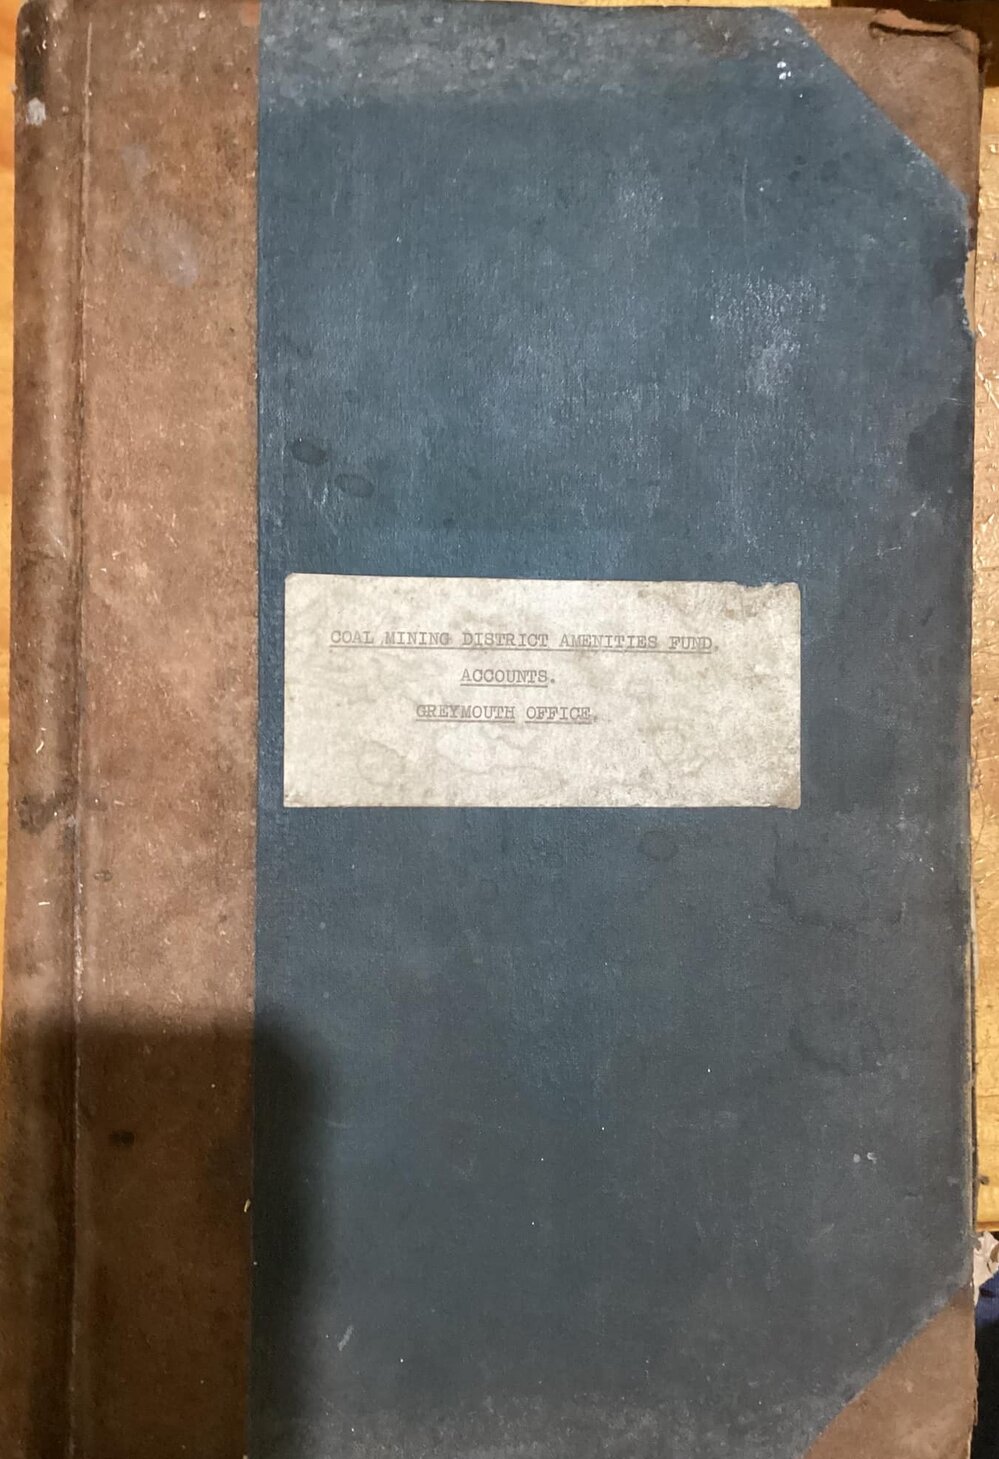 COAL MINING DISTRICT AMENITIES FUND.
ACCOUNTS.
GREYMOUTH OFFICE.